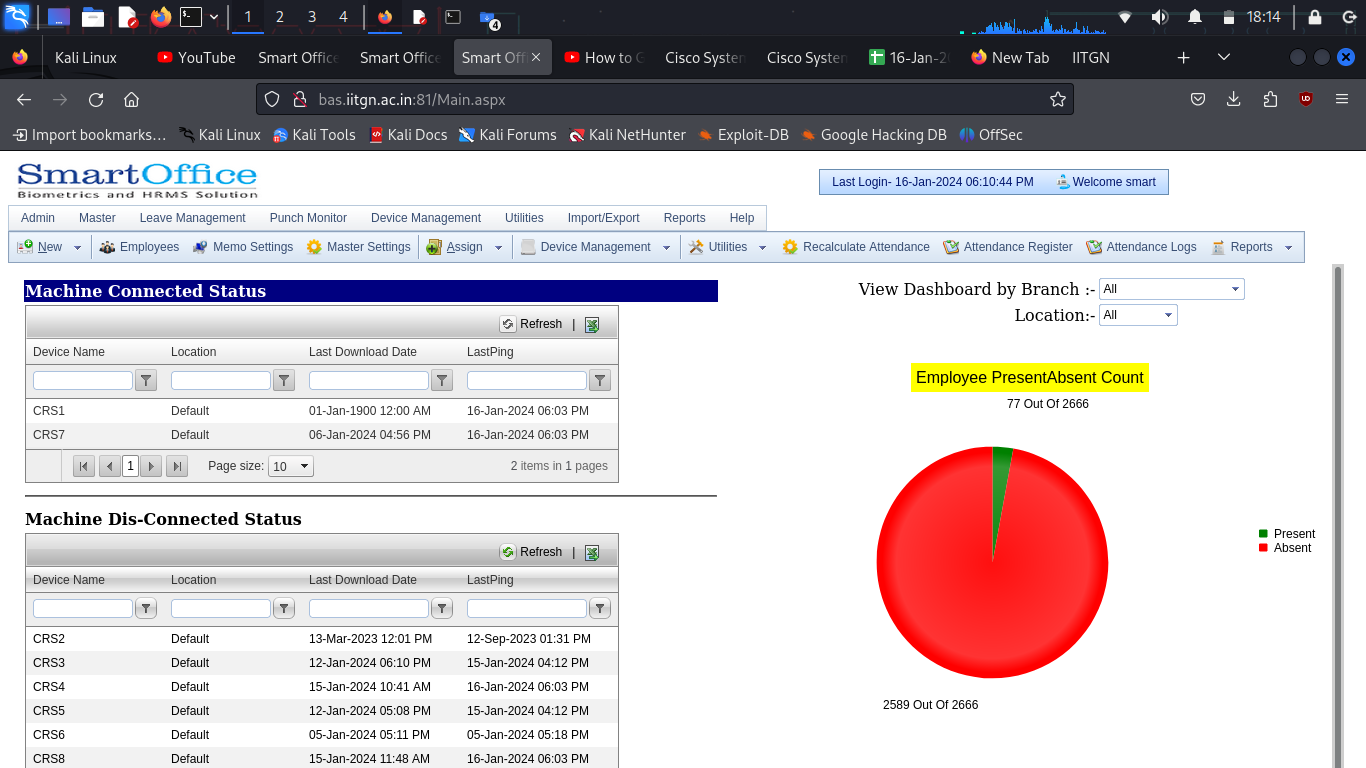 1 2 3 4 4 18:14
Kali Linux YouTube Smart Office Smart Office Smart Offi How to G Cisco System Cisco System 16-Jan-2 New Tab IITGN
bas.iitgn.ac.in:81/Main.aspx
Import bookmarks… Kali Linux Kali Tools Kali Docs Kali Forums Kali NetHunter Exploit-DB Google Hacking DB OffSec
SmartOffice
Biometrics and HRMS Solution
Last Login- 16-Jan-2024 06:10:44 PM Welcome smart
Admin Master Leave Management Punch Monitor Device Management Utilities Import/Export Reports Help
New Employees Memo Settings Master Settings Assign Device Management Utilities Recalculate Attendance Attendance Register Attendance Logs Reports
Machine Connected Status
Refresh |
Device Name Location Last Download Date LastPing
CRS1 Default 01-Jan-1900 12:00 AM 16-Jan-2024 06:03 PM
CRS7 Default 06-Jan-2024 04:56 PM 16-Jan-2024 06:03 PM
1 Page size: 10 2 items in 1 pages
Machine Dis-Connected Status
Refresh |
Device Name Location Last Download Date LastPing
CRS2 Default 13-Mar-2023 12:01 PM 12-Sep-2023 01:31 PM
CRS3 Default 12-Jan-2024 06:10 PM 15-Jan-2024 04:12 PM
CRS4 Default 15-Jan-2024 10:41 AM 16-Jan-2024 06:03 PM
CRS5 Default 12-Jan-2024 05:08 PM 15-Jan-2024 04:12 PM
CRS6 Default 05-Jan-2024 05:11 PM 05-Jan-2024 05:18 PM
CRS8 Default 15-Jan-2024 11:48 AM 16-Jan-2024 06:03 PM
View Dashboard by Branch :- All
Location:- All
Employee PresentAbsent Count
77 Out Of 2666
Present
Absent
2589 Out Of 2666